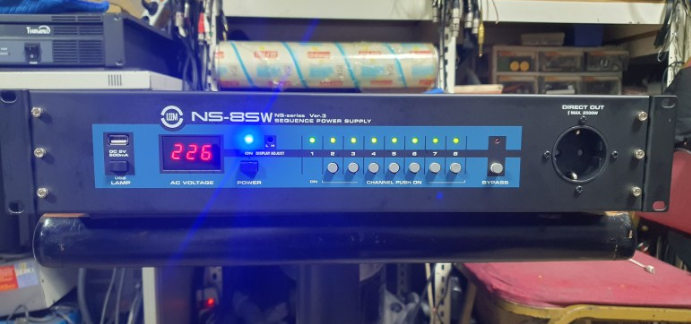 NS-8SW
NS-series Ver.3
SEQUENCE POWER SUPPLY
DIRECT OUT
DC 5V
500mA
LAMP
226
AC VOLTAGE
ON
DISPLAY ADJUST
POWER
1 2 3 4 5 6 7 8
ON
CHANNEL PUSH ON
BYPASS